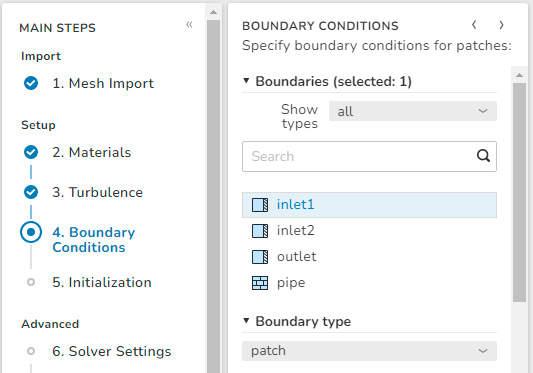 MAIN STEPS
«
Import
1. Mesh Import
Setup
2. Materials
3. Turbulence
4. Boundary
Conditions
5. Initialization
Advanced
6. Solver Settings
BOUNDARY CONDITIONS
Specify boundary conditions for patches:
Boundaries (selected: 1)
Show
types
all
Search
inlet1
inlet2
outlet
pipe
Boundary type
patch